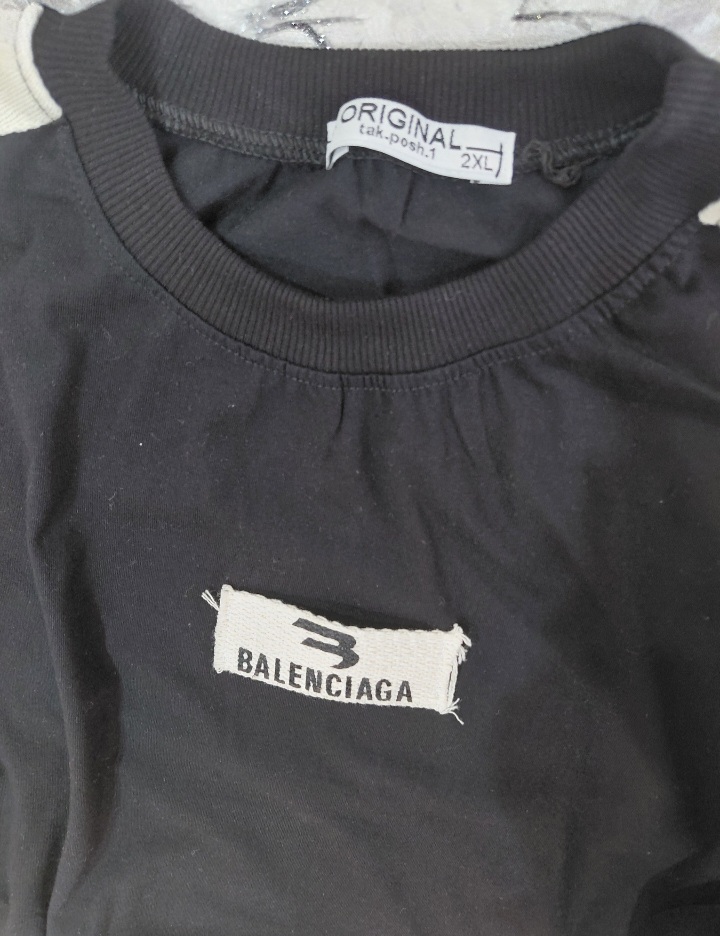 ORIGINAL
tak-posh.1
2XL
BALENCIAGA